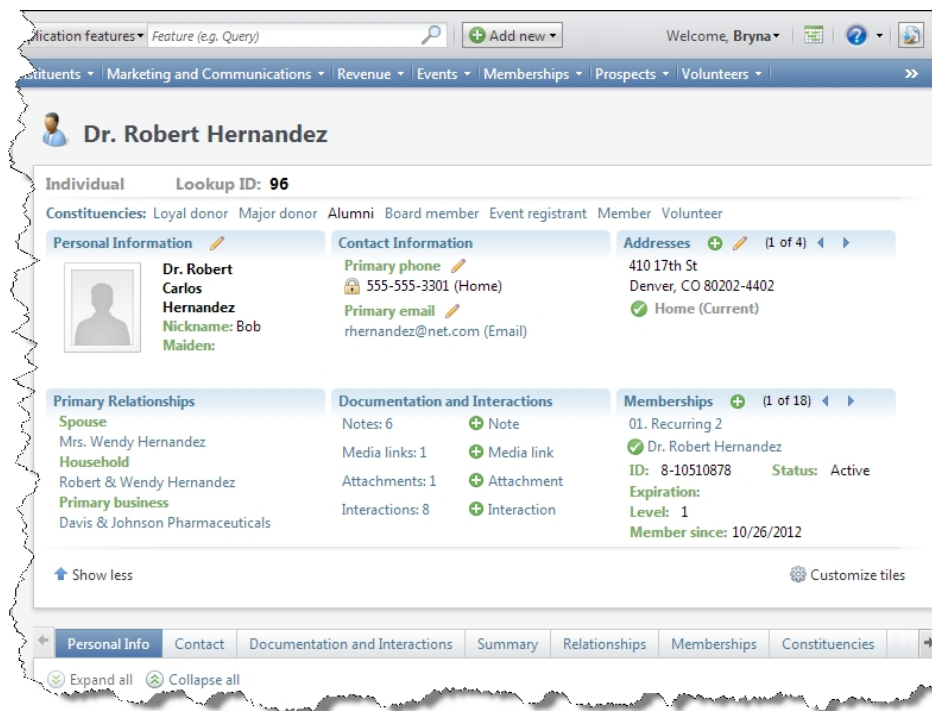 lication features Feature (e.g. Query) Add new Welcome, Bryna
stituents Marketing and Communications Revenue Events Memberships Prospects Volunteers »
Dr. Robert Hernandez
Individual Lookup ID: 96
Constituencies: Loyal donor Major donor Alumni Board member Event registrant Member Volunteer
Personal Information
Dr. Robert
Carlos
Hernandez
Nickname: Bob
Maiden:
Contact Information
Primary phone
555-555-3301 (Home)
Primary email
rhernandez@net.com (Email)
Addresses (1 of 4)
410 17th St
Denver, CO 80202-4402
Home (Current)
Primary Relationships
Spouse
Mrs. Wendy Hernandez
Household
Robert & Wendy Hernandez
Primary business
Davis & Johnson Pharmaceuticals
Documentation and Interactions
Notes: 6 Note
Media links: 1 Media link
Attachments: 1 Attachment
Interactions: 8 Interaction
Memberships (1 of 18)
01. Recurring 2
Dr. Robert Hernandez
ID: 8-10510878 Status: Active
Expiration:
Level: 1
Member since: 10/26/2012
Show less Customize tiles
Personal Info Contact Documentation and Interactions Summary Relationships Memberships Constituencies
Expand all Collapse all